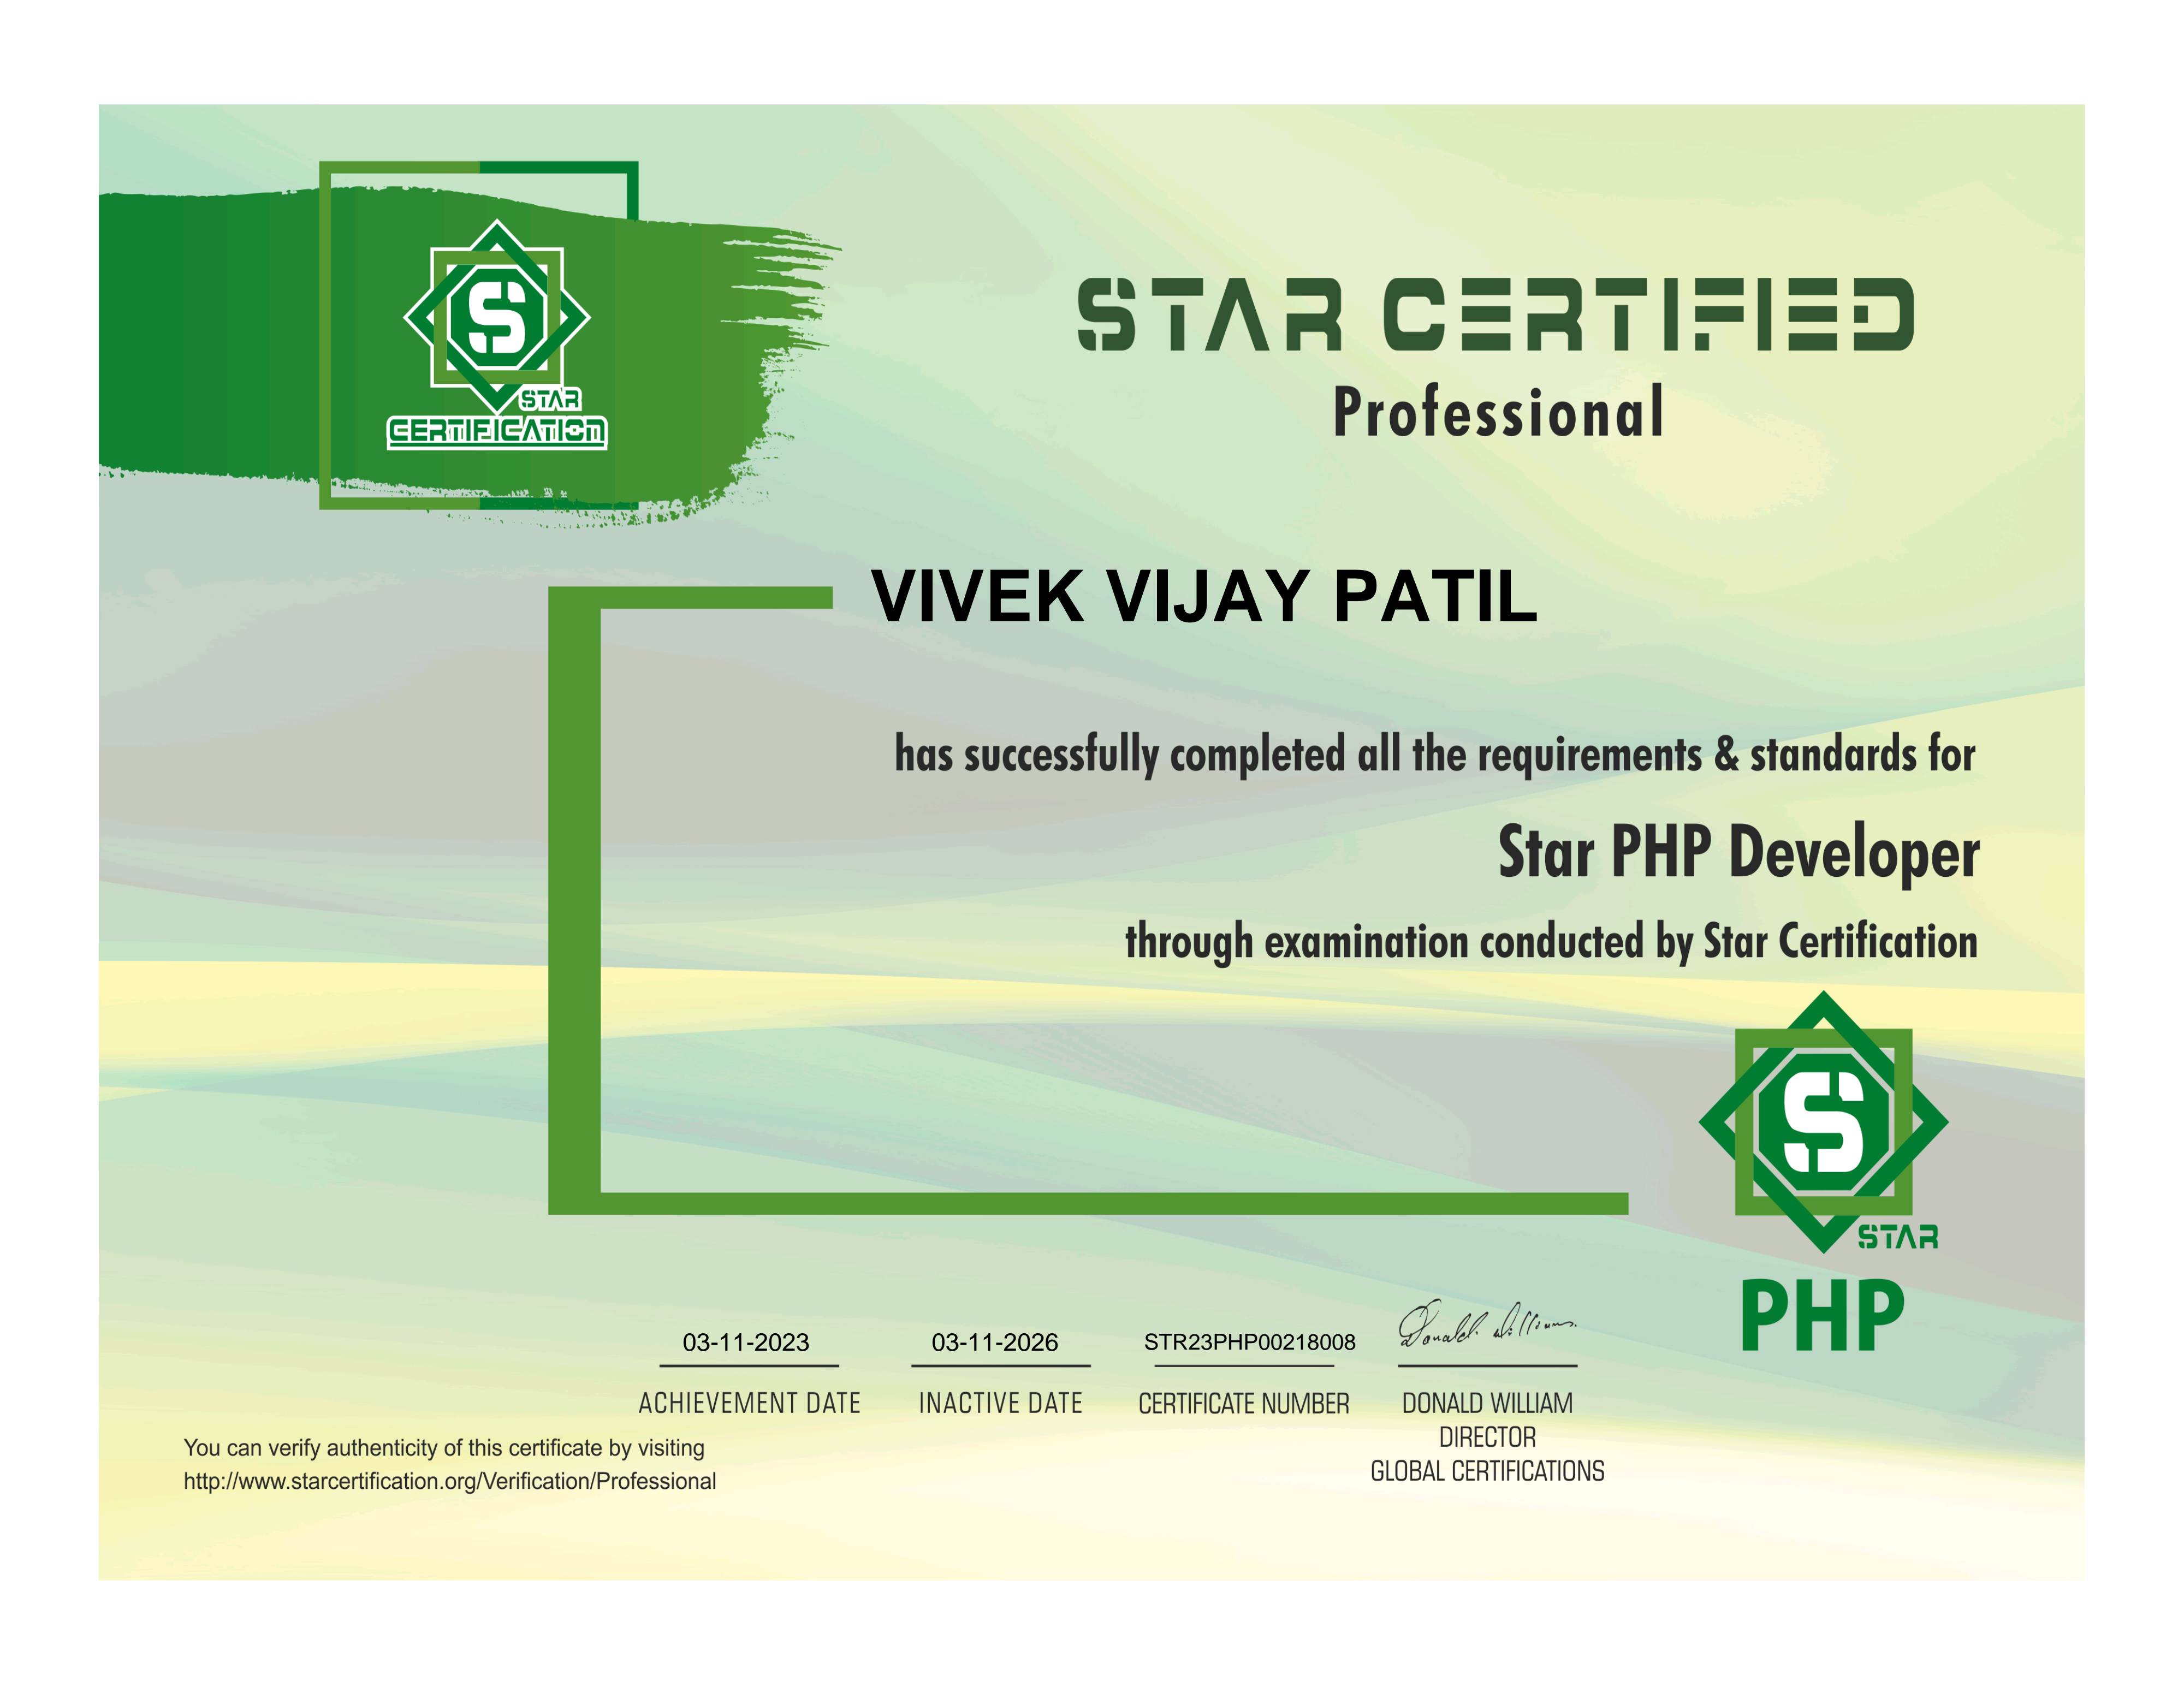 S
STAR
CERTIFICATION
STAR CERTIFIED
Professional
VIVEK VIJAY PATIL
has successfully completed all the requirements & standards for
Star PHP Developer
through examination conducted by Star Certification
S
STAR
PHP
03-11-2023 03-11-2026 STR23PHP00218008 Donald William.
ACHIEVEMENT DATE INACTIVE DATE CERTIFICATE NUMBER DONALD WILLIAM
DIRECTOR
GLOBAL CERTIFICATIONS
You can verify authenticity of this certificate by visiting
http://www.starcertification.org/Verification/Professional